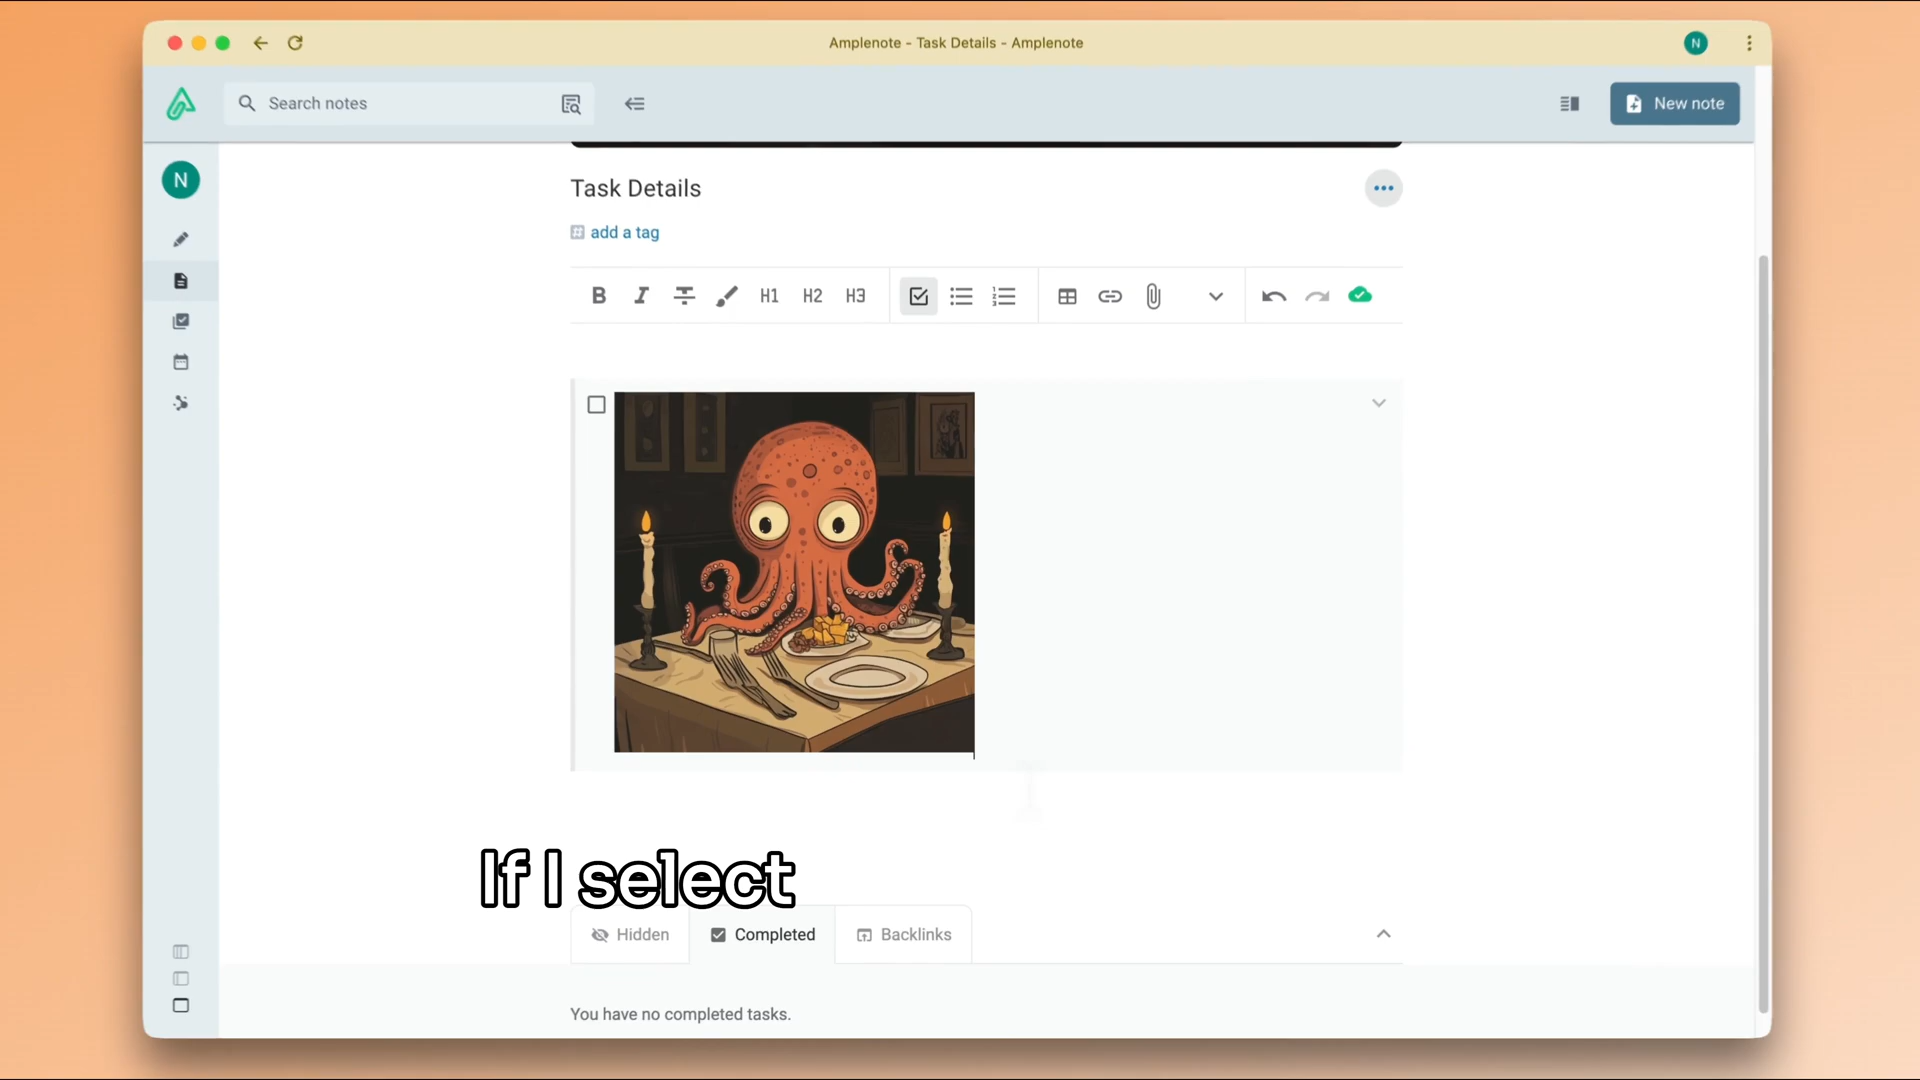 Amplenote - Task Details - Amplenote
N
Search notes
New note
N
Task Details
•••
add a tag
B I S H1 H2 H3
If I select
Hidden
Completed
Backlinks
You have no completed tasks.